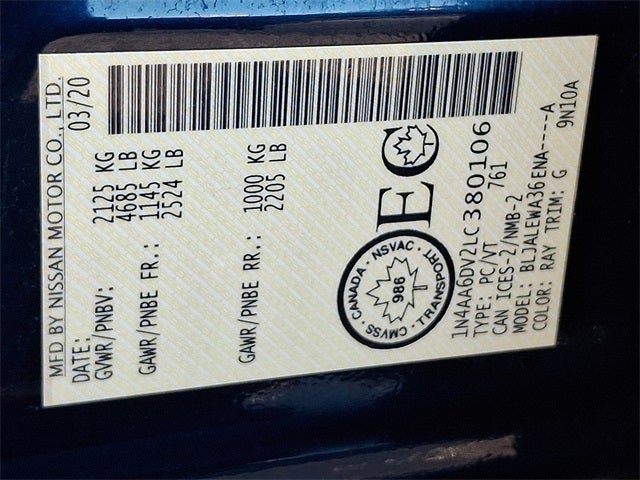 MFD BY NISSAN MOTOR CO., LTD.
DATE: 03/20
GVWR/PNBV: 2125 KG
4685 LB
GAWR/PNBE FR.: 1145 KG
2524 LB
GAWR/PNBE RR.: 1000 KG
2205 LB
CANADA · NSVAC · TRANSPORT · CMVSS
986
EC
1N4AA6DV2LC380106
TYPE: PC/VT 761
CAN ICES-2/NMB-2
MODEL: BLJALEWA36ENA----A
COLOR: RAY TRIM: G 9N10A